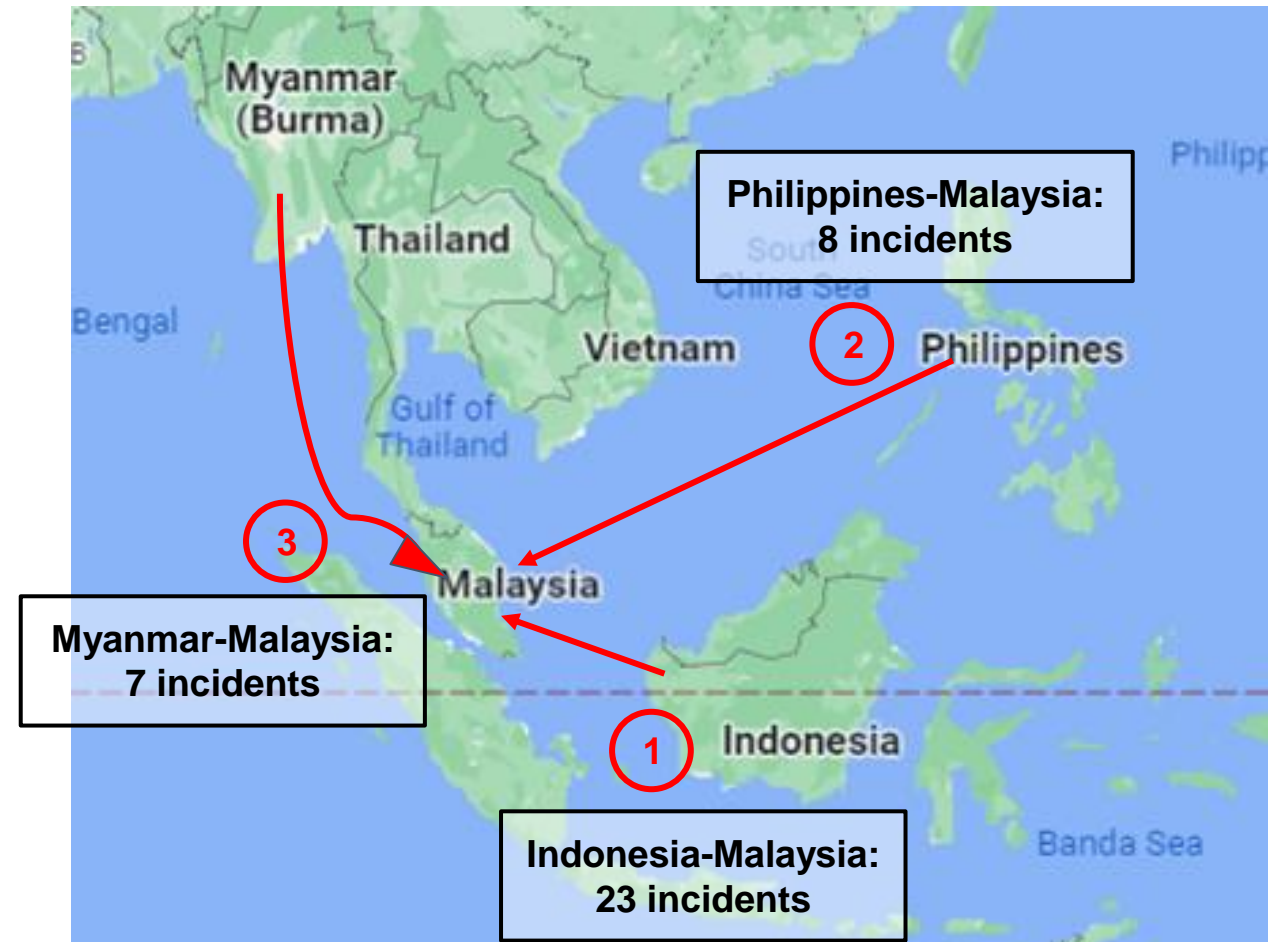 B
Myanmar
(Burma)
Philipp
Philippines-Malaysia:
8 incidents
Thailand
South
China Sea
Bengal
Vietnam
2
Philippines
Gulf of
Thailand
3
Malaysia
Myanmar-Malaysia:
7 incidents
1
Indonesia
Indonesia-Malaysia:
23 incidents
Banda Sea